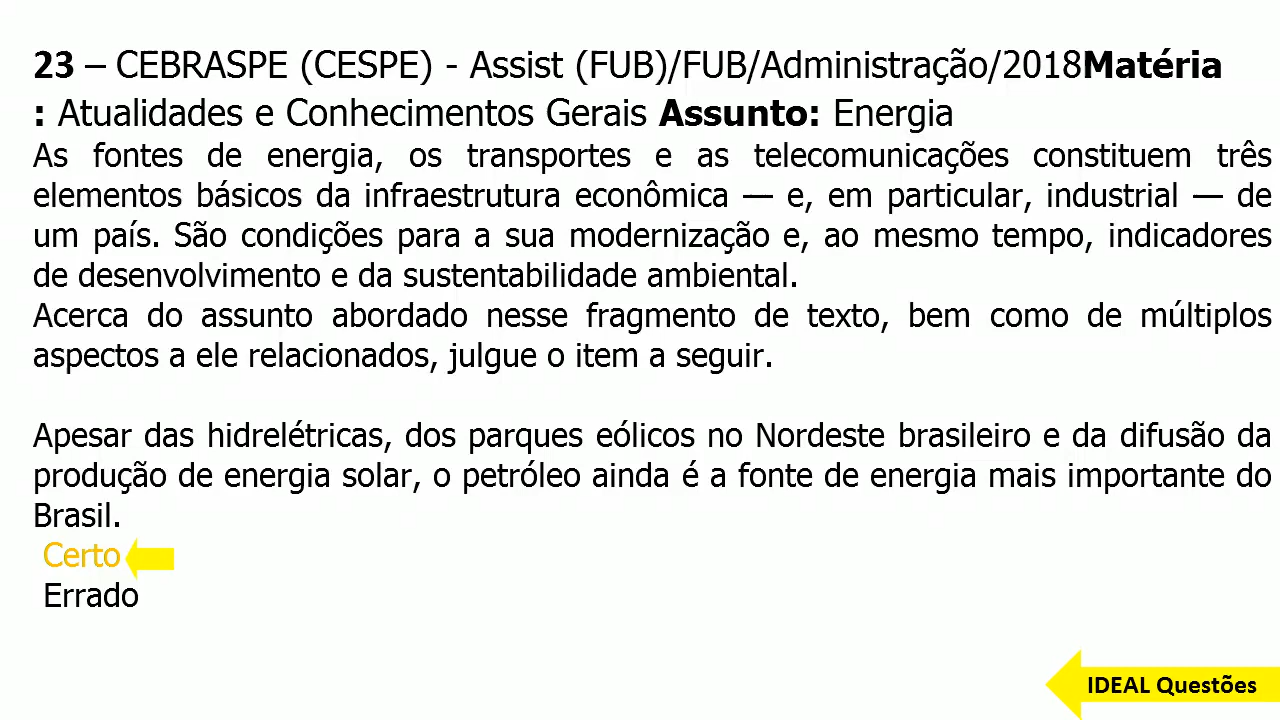 23 – CEBRASPE (CESPE) - Assist (FUB)/FUB/Administração/2018Matéria
: Atualidades e Conhecimentos Gerais Assunto: Energia
As fontes de energia, os transportes e as telecomunicações constituem três
elementos básicos da infraestrutura econômica — e, em particular, industrial — de
um país. São condições para a sua modernização e, ao mesmo tempo, indicadores
de desenvolvimento e da sustentabilidade ambiental.
Acerca do assunto abordado nesse fragmento de texto, bem como de múltiplos
aspectos a ele relacionados, julgue o item a seguir.
Apesar das hidrelétricas, dos parques eólicos no Nordeste brasileiro e da difusão da
produção de energia solar, o petróleo ainda é a fonte de energia mais importante do
Brasil.
Certo
Errado
IDEAL Questões